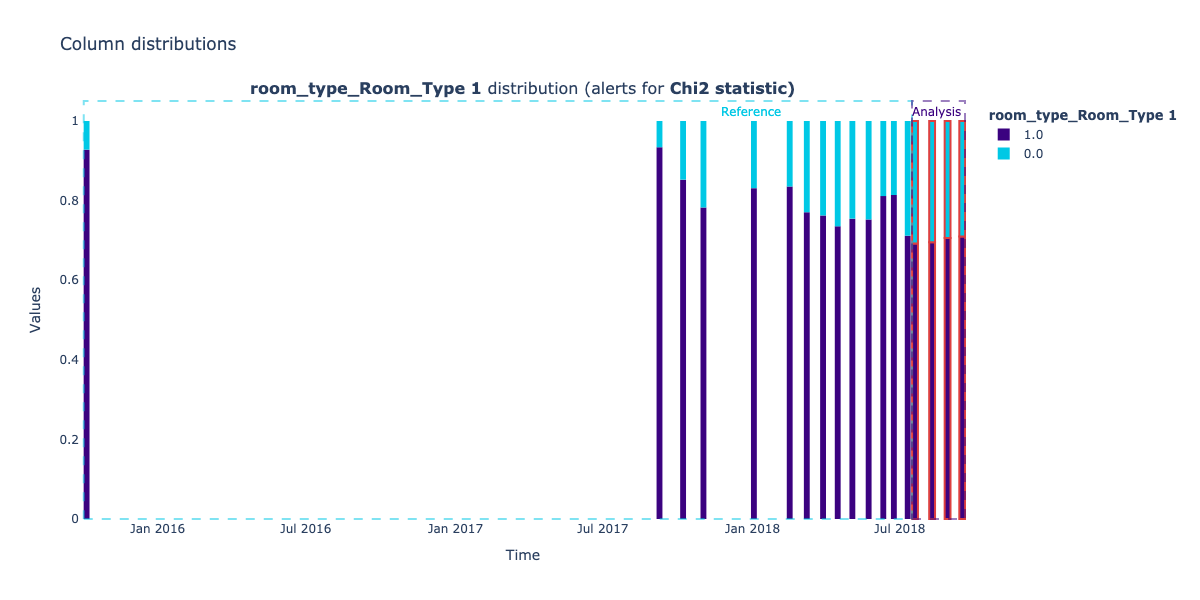 Column distributions
room_type_Room_Type 1 distribution (alerts for Chi2 statistic)
Reference
Analysis
room_type_Room_Type 1
1.0
0.0
1
0.8
0.6
0.4
0.2
0
Values
Jan 2016
Jul 2016
Jan 2017
Jul 2017
Jan 2018
Jul 2018
Time